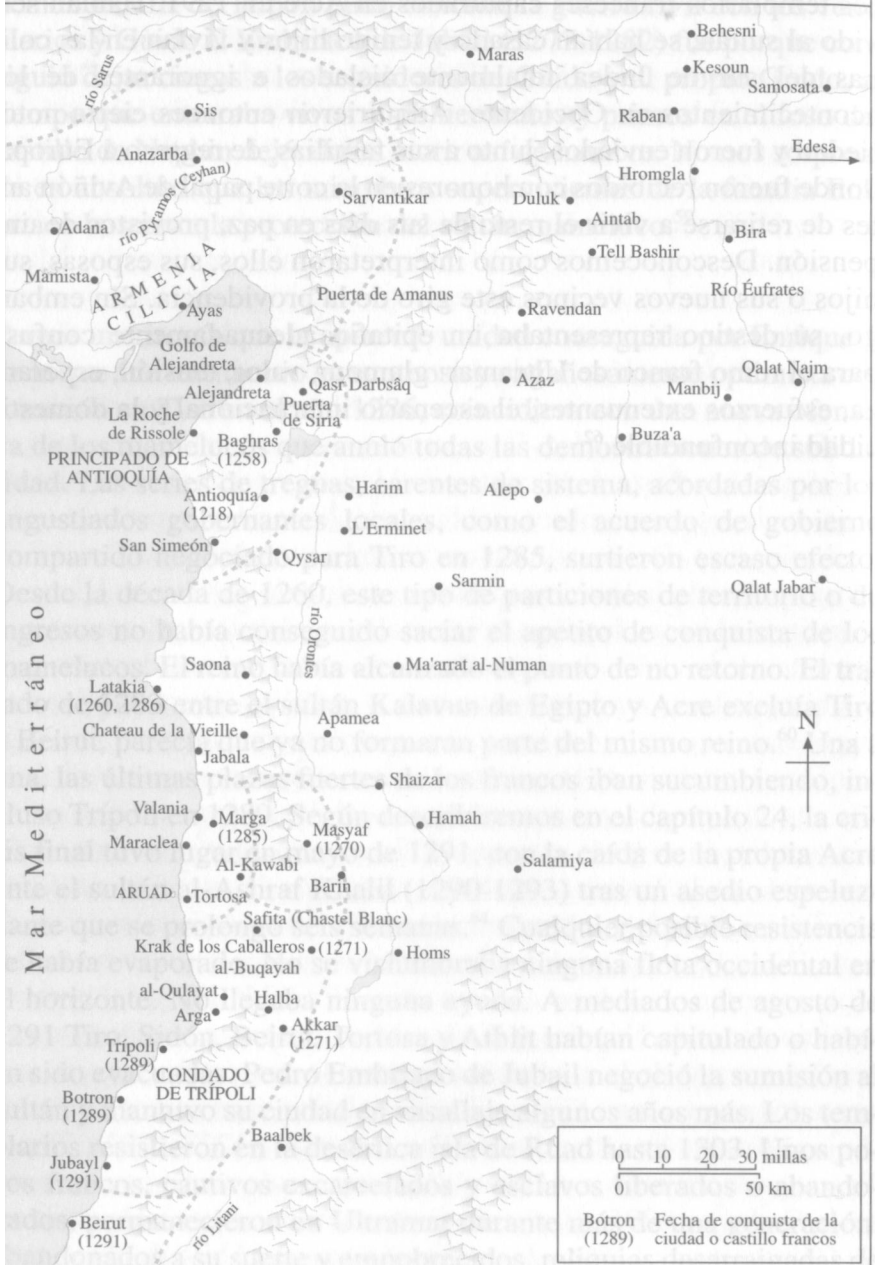 Behesni
Maras
Kesoun
Samosata
río Sarus
Sis
Raban
Anazarba
Edesa
Hromgla
río Pyramos (Ceyhan)
Sarvantikar
Duluk
Aintab
Adana
Bira
Tell Bashir
ARMENIA
CILICIA
Mamista
Puerta de Amanus
Río Éufrates
Ayas
Ravendan
Golfo de
Alejandreta
Qalat Najm
Alejandreta
Qasr Darbsāq
Azaz
Manbij
Puerta
de Siria
La Roche
de Rissole
Baghras
(1258)
Buza'a
PRINCIPADO DE
ANTIOQUÍA
Antioquía
(1218)
Harim
Alepo
L'Erminet
San Simeón
Qysar
Sarmin
Qalat Jabar
río Orontes
Mar Mediterráneo
Saona
Ma'arrat al-Numan
Latakia
(1260, 1286)
Apamea
N
Chateau de la Vieille
Jabala
Shaizar
Valania
Marga
(1285)
Hamah
Masyaf
(1270)
Maraclea
Al-Kawabi
Salamiya
Barin
ARUAD
Tortosa
Safita (Chastel Blanc)
Krak de los Caballeros (1271)
Homs
al-Buqayah
al-Qulayat
Halba
Arga
Akkar
(1271)
Trípoli
(1289)
CONDADO
DE TRÍPOLI
Botron
(1289)
Baalbek
0 10 20 30 millas
0 50 km
Jubayl
(1291)
Botron Fecha de conquista de la
(1289) ciudad o castillo francos
Beirut
(1291)
río Litani